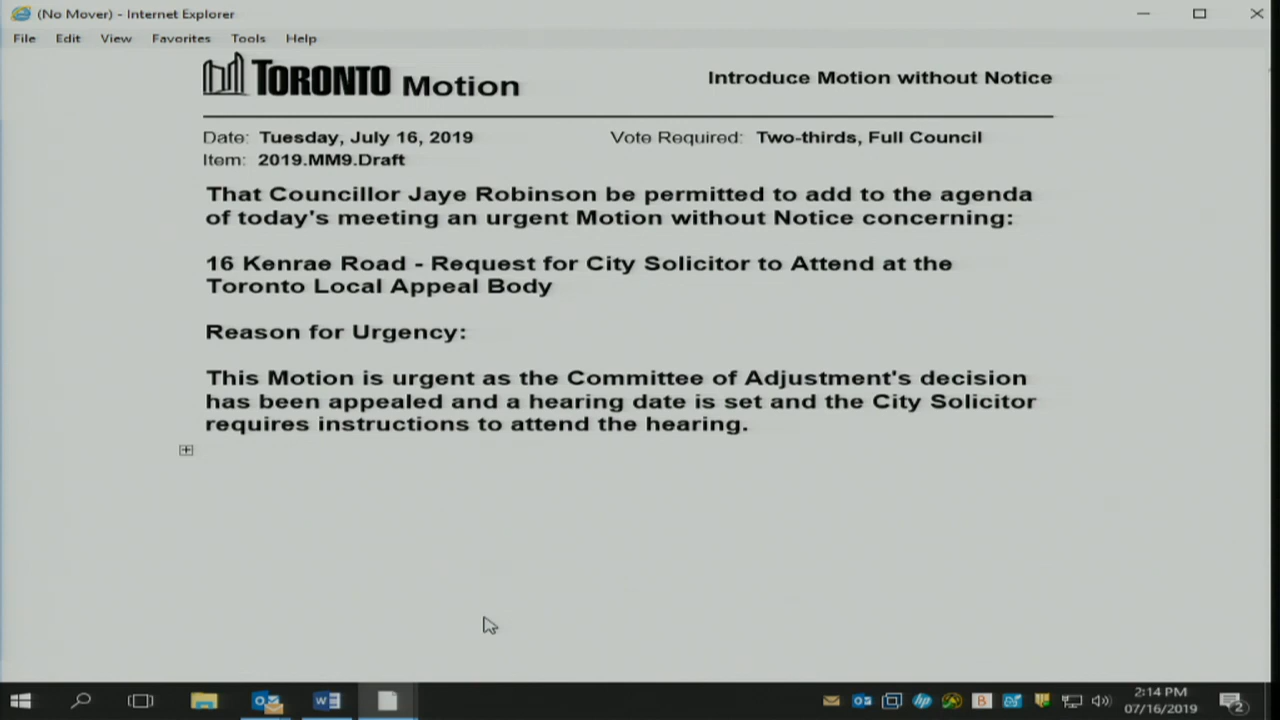 (No Mover) - Internet Explorer
File Edit View Favorites Tools Help
TORONTO Motion
Introduce Motion without Notice
Date: Tuesday, July 16, 2019
Vote Required: Two-thirds, Full Council
Item: 2019.MM9.Draft
That Councillor Jaye Robinson be permitted to add to the agenda
of today's meeting an urgent Motion without Notice concerning:
16 Kenrae Road - Request for City Solicitor to Attend at the
Toronto Local Appeal Body
Reason for Urgency:
This Motion is urgent as the Committee of Adjustment's decision
has been appealed and a hearing date is set and the City Solicitor
requires instructions to attend the hearing.
hp
B
2:14 PM
07/16/2019
2